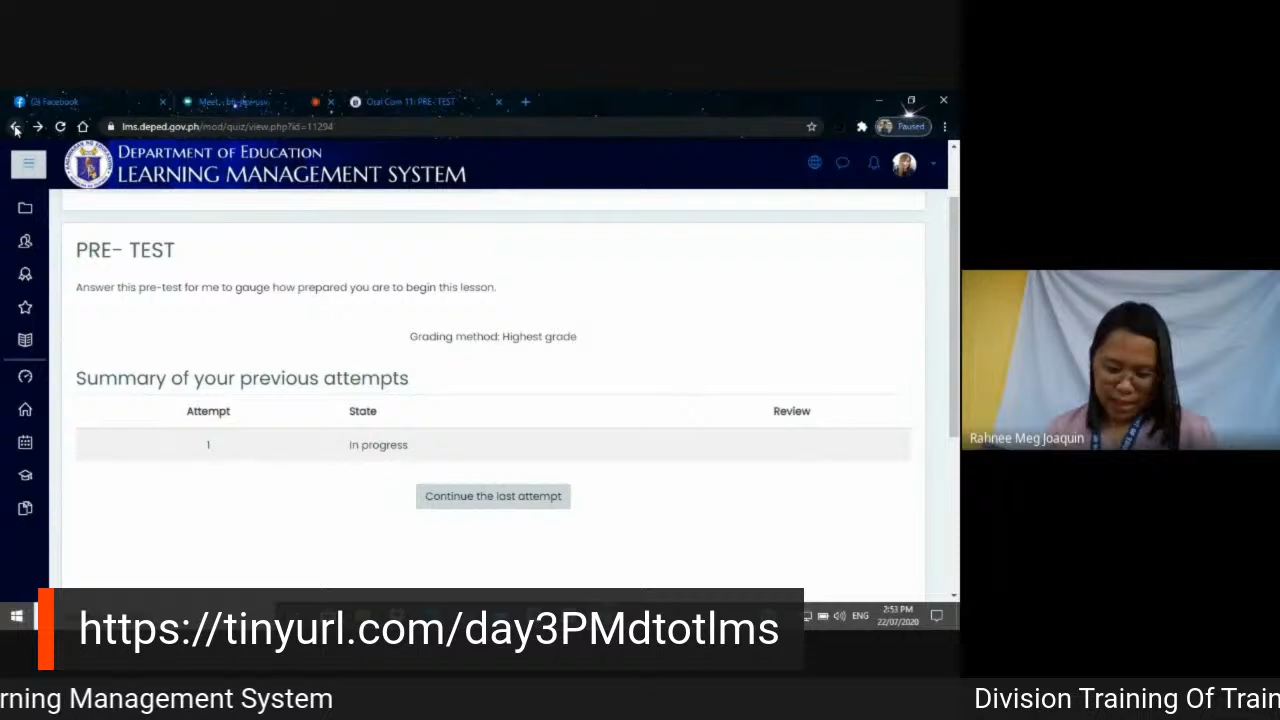 Facebook
Oral Com 11: PRE- TEST
lms.deped.gov.ph/mod/quiz/view.php?id=11294
Paused
DEPARTMENT OF EDUCATION
LEARNING MANAGEMENT SYSTEM
PRE- TEST
Answer this pre-test for me to gauge how prepared you are to begin this lesson.
Grading method: Highest grade
Summary of your previous attempts
Attempt State Review
1 In progress
Continue the last attempt
Rahnee Meg Joaquin
ENG
2:53 PM
22/07/2020
https://tinyurl.com/day3PMdtotlms
rning Management System
Division Training Of Train